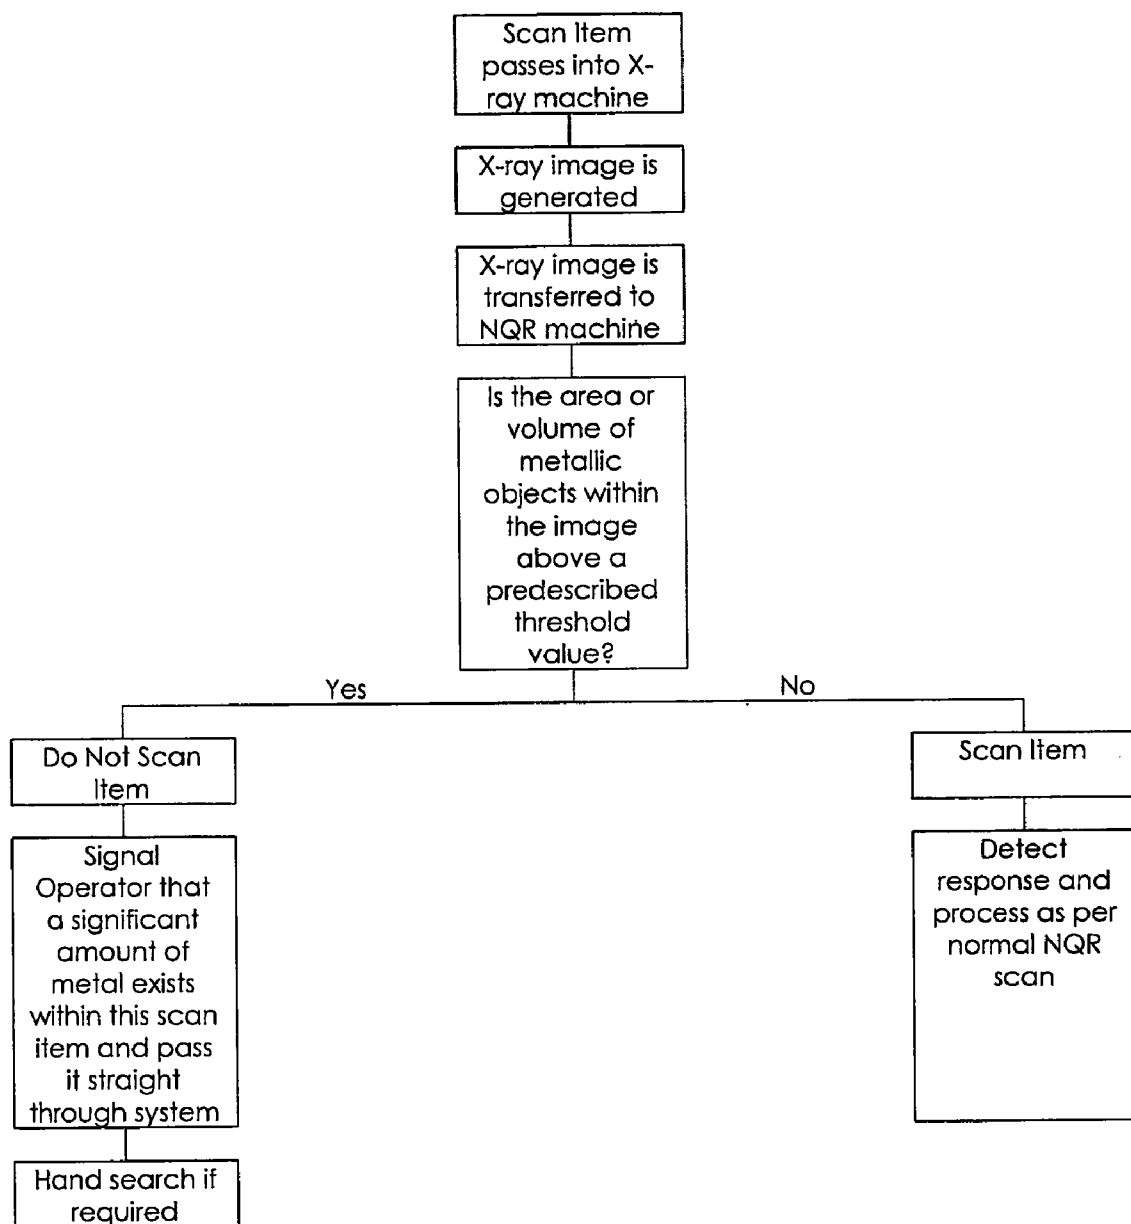 Scan Item
passes into X-
ray machine
X-ray image is
generated
X-ray image is
transferred to
NQR machine
Is the area or
volume of
metallic
objects within
the image
above a
predescribed
threshold
value?
Yes
No
Do Not Scan
Item
Signal
Operator that
a significant
amount of
metal exists
within this scan
item and pass
it straight
through system
Hand search if
required
Scan Item
Detect
response and
process as per
normal NQR
scan